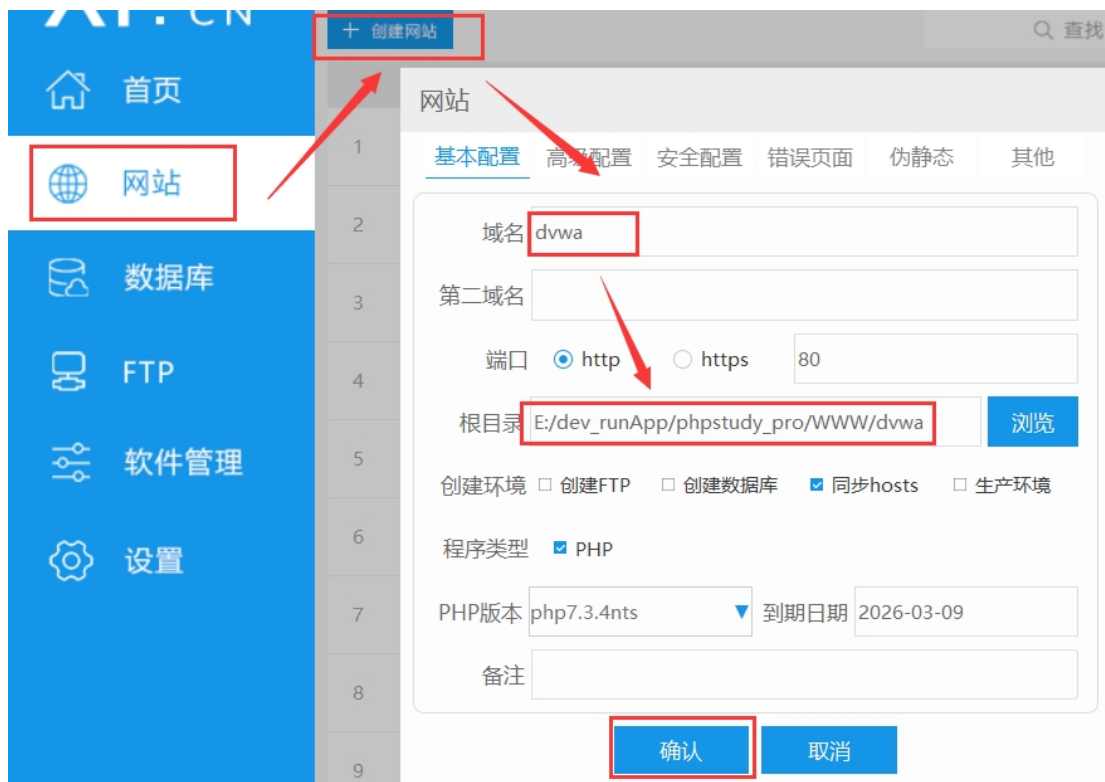 XP.CN
创建网站
查找
首页
网站
数据库
FTP
软件管理
设置
1
2
3
4
5
6
7
8
9
网站
基本配置 高级配置 安全配置 错误页面 伪静态 其他
域名 dvwa
第二域名
端口 http https 80
根目录 E:/dev_runApp/phpstudy_pro/WWW/dvwa 浏览
创建环境 创建FTP 创建数据库 同步hosts 生产环境
程序类型 PHP
PHP版本 php7.3.4nts 到期日期 2026-03-09
备注
确认 取消